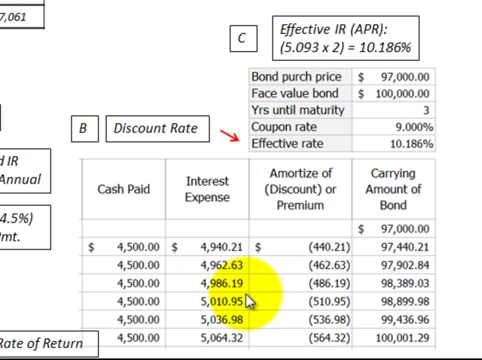 7,061
C
Effective IR (APR):
(5.093 x 2) = 10.186%
Bond purch price $ 97,000.00
Face value bond $ 100,000.00
Yrs until maturity 3
Coupon rate 9.000%
Effective rate 10.186%
B
Discount Rate
d IR
Annual
4.5%)
mt.
Rate of Return
Cash Paid
Interest
Expense
Amortize of
(Discount) or
Premium
Carrying
Amount of
Bond
$ 97,000.00
$ 4,500.00 $ 4,940.21 $ (440.21) 97,440.21
4,500.00 4,962.63 (462.63) 97,902.84
4,500.00 4,986.19 (486.19) 98,389.03
4,500.00 5,010.95 (510.95) 98,899.98
4,500.00 5,036.98 (536.98) 99,436.96
4,500.00 5,064.32 (564.32) 100,001.29